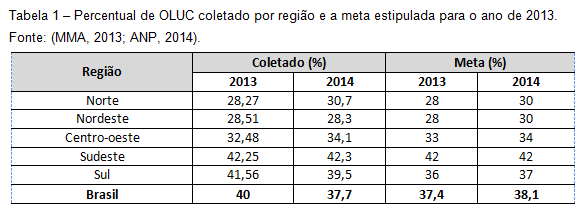 Tabela 1 – Percentual de OLUC coletado por região e a meta estipulada para o ano de 2013.
Fonte: (MMA, 2013; ANP, 2014).
Região Coletado (%) Meta (%)
2013 2014 2013 2014
Norte 28,27 30,7 28 30
Nordeste 28,51 28,3 28 30
Centro-oeste 32,48 34,1 33 34
Sudeste 42,25 42,3 42 42
Sul 41,56 39,5 36 37
Brasil 40 37,7 37,4 38,1